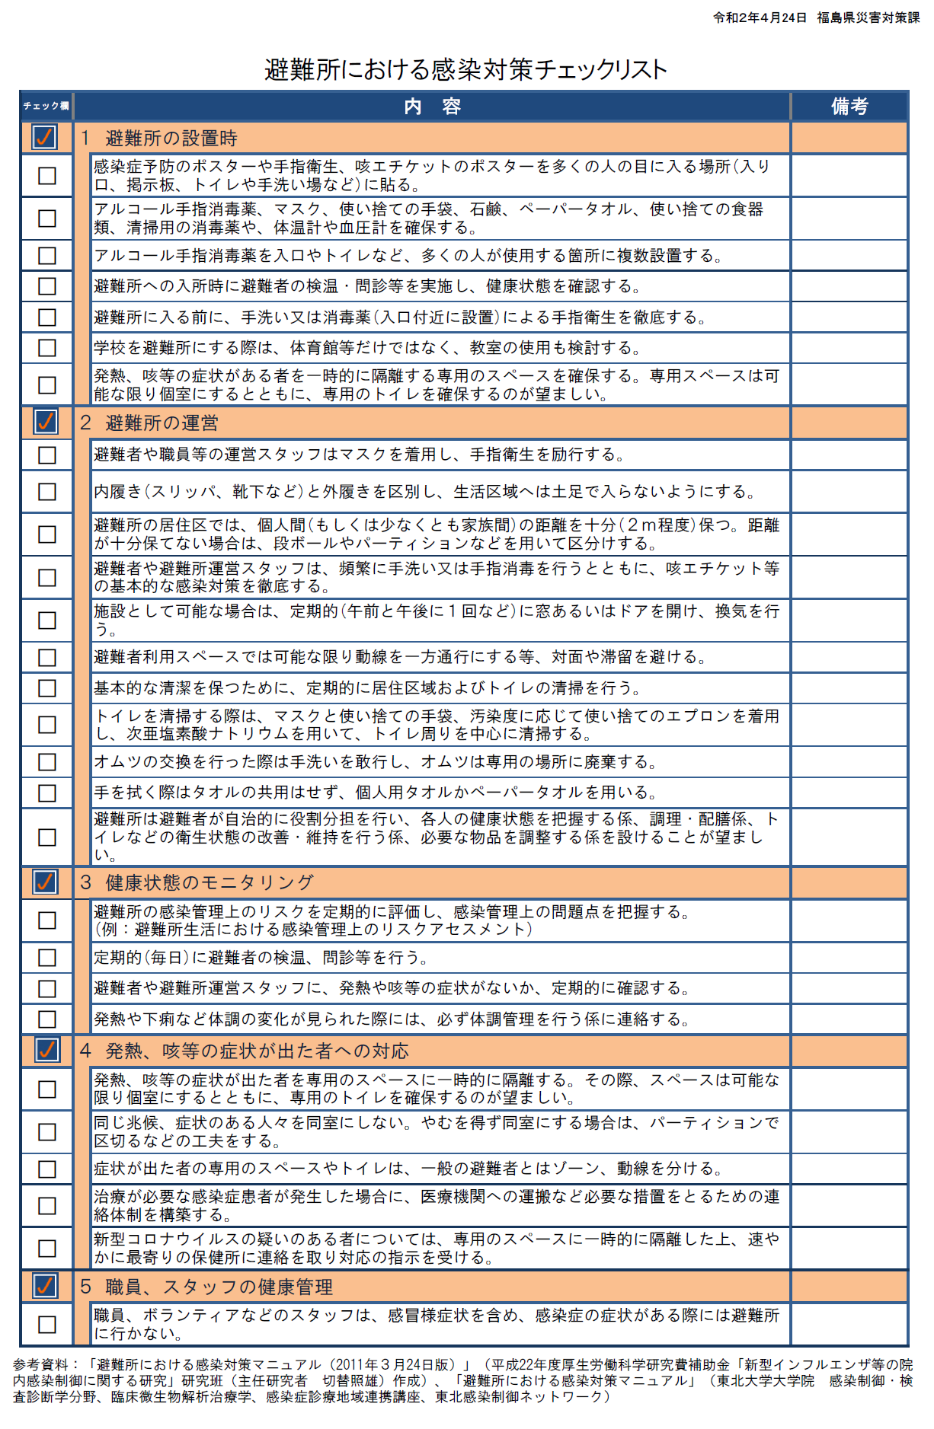 令和2年4月24日　福島県災害対策課
避難所における感染対策チェックリスト
チェック欄　内　容　備考
1　避難所の設置時
□ 感染症予防のポスターや手指衛生、咳エチケットのポスターを多くの人の目に入る場所(入り
口、掲示板、トイレや手洗い場など)に貼る。
□ アルコール手指消毒薬、マスク、使い捨ての手袋、石鹸、ペーパータオル、使い捨ての食器
類、清掃用の消毒薬や、体温計や血圧計を確保する。
□ アルコール手指消毒薬を入口やトイレなど、多くの人が使用する箇所に複数設置する。
□ 避難所への入所時に避難者の検温・問診等を実施し、健康状態を確認する。
□ 避難所に入る前に、手洗い又は消毒薬(入口付近に設置)による手指衛生を徹底する。
□ 学校を避難所にする際は、体育館等だけではなく、教室の使用も検討する。
□ 発熱、咳等の症状がある者を一時的に隔離する専用のスペースを確保する。専用スペースは可
能な限り個室にするとともに、専用のトイレを確保するのが望ましい。
2　避難所の運営
□ 避難者や職員等の運営スタッフはマスクを着用し、手指衛生を励行する。
□ 内履き(スリッパ、靴下など)と外履きを区別し、生活区域へは土足で入らないようにする。
□ 避難所の居住区では、個人間(もしくは少なくとも家族間)の距離を十分(2m程度)保つ。距離
が十分保てない場合は、段ボールやパーティションなどを用いて区分けする。
□ 避難者や避難所運営スタッフは、頻繁に手洗い又は手指消毒を行うとともに、咳エチケット等
の基本的な感染対策を徹底する。
□ 施設として可能な場合は、定期的(午前と午後に1回など)に窓あるいはドアを開け、換気を行
う。
□ 避難者利用スペースでは可能な限り動線を一方通行にする等、対面や滞留を避ける。
□ 基本的な清潔を保つために、定期的に居住区域およびトイレの清掃を行う。
□ トイレを清掃する際は、マスクと使い捨ての手袋、汚染度に応じて使い捨てのエプロンを着用
し、次亜塩素酸ナトリウムを用いて、トイレ周りを中心に清掃する。
□ オムツの交換を行った際は手洗いを敢行し、オムツは専用の場所に廃棄する。
□ 手を拭く際はタオルの共用はせず、個人用タオルかペーパータオルを用いる。
□ 避難所は避難者が自治的に役割分担を行い、各人の健康状態を把握する係、調理・配膳係、ト
イレなどの衛生状態の改善・維持を行う係、必要な物品を調整する係を設けることが望まし
い。
3　健康状態のモニタリング
□ 避難所の感染管理上のリスクを定期的に評価し、感染管理上の問題点を把握する。
(例：避難所生活における感染管理上のリスクアセスメント)
□ 定期的(毎日)に避難者の検温、問診等を行う。
□ 避難者や避難所運営スタッフに、発熱や咳等の症状がないか、定期的に確認する。
□ 発熱や下痢など体調の変化が見られた際には、必ず体調管理を行う係に連絡する。
4　発熱、咳等の症状が出た者への対応
□ 発熱、咳等の症状が出た者を専用のスペースに一時的に隔離する。その際、スペースは可能な
限り個室にするとともに、専用のトイレを確保するのが望ましい。
□ 同じ兆候、症状のある人々を同室にしない。やむを得ず同室にする場合は、パーティションで
区切るなどの工夫をする。
□ 症状が出た者の専用のスペースやトイレは、一般の避難者とはゾーン、動線を分ける。
□ 治療が必要な感染症患者が発生した場合に、医療機関への運搬など必要な措置をとるための連
絡体制を構築する。
□ 新型コロナウイルスの疑いのある者については、専用のスペースに一時的に隔離した上、速や
かに最寄りの保健所に連絡を取り対応の指示を受ける。
5　職員、スタッフの健康管理
□ 職員、ボランティアなどのスタッフは、感冒様症状を含め、感染症の症状がある際には避難所
に行かない。
参考資料：「避難所における感染対策マニュアル（2011年3月24日版）」（平成22年度厚生労働科学研究費補助金「新型インフルエンザ等の院
内感染制御に関する研究」研究班（主任研究者　切替照雄）作成）、「避難所における感染対策マニュアル」（東北大学大学院　感染制御・検
査診断学分野、臨床微生物解析治療学、感染症診療地域連携講座、東北感染制御ネットワーク）